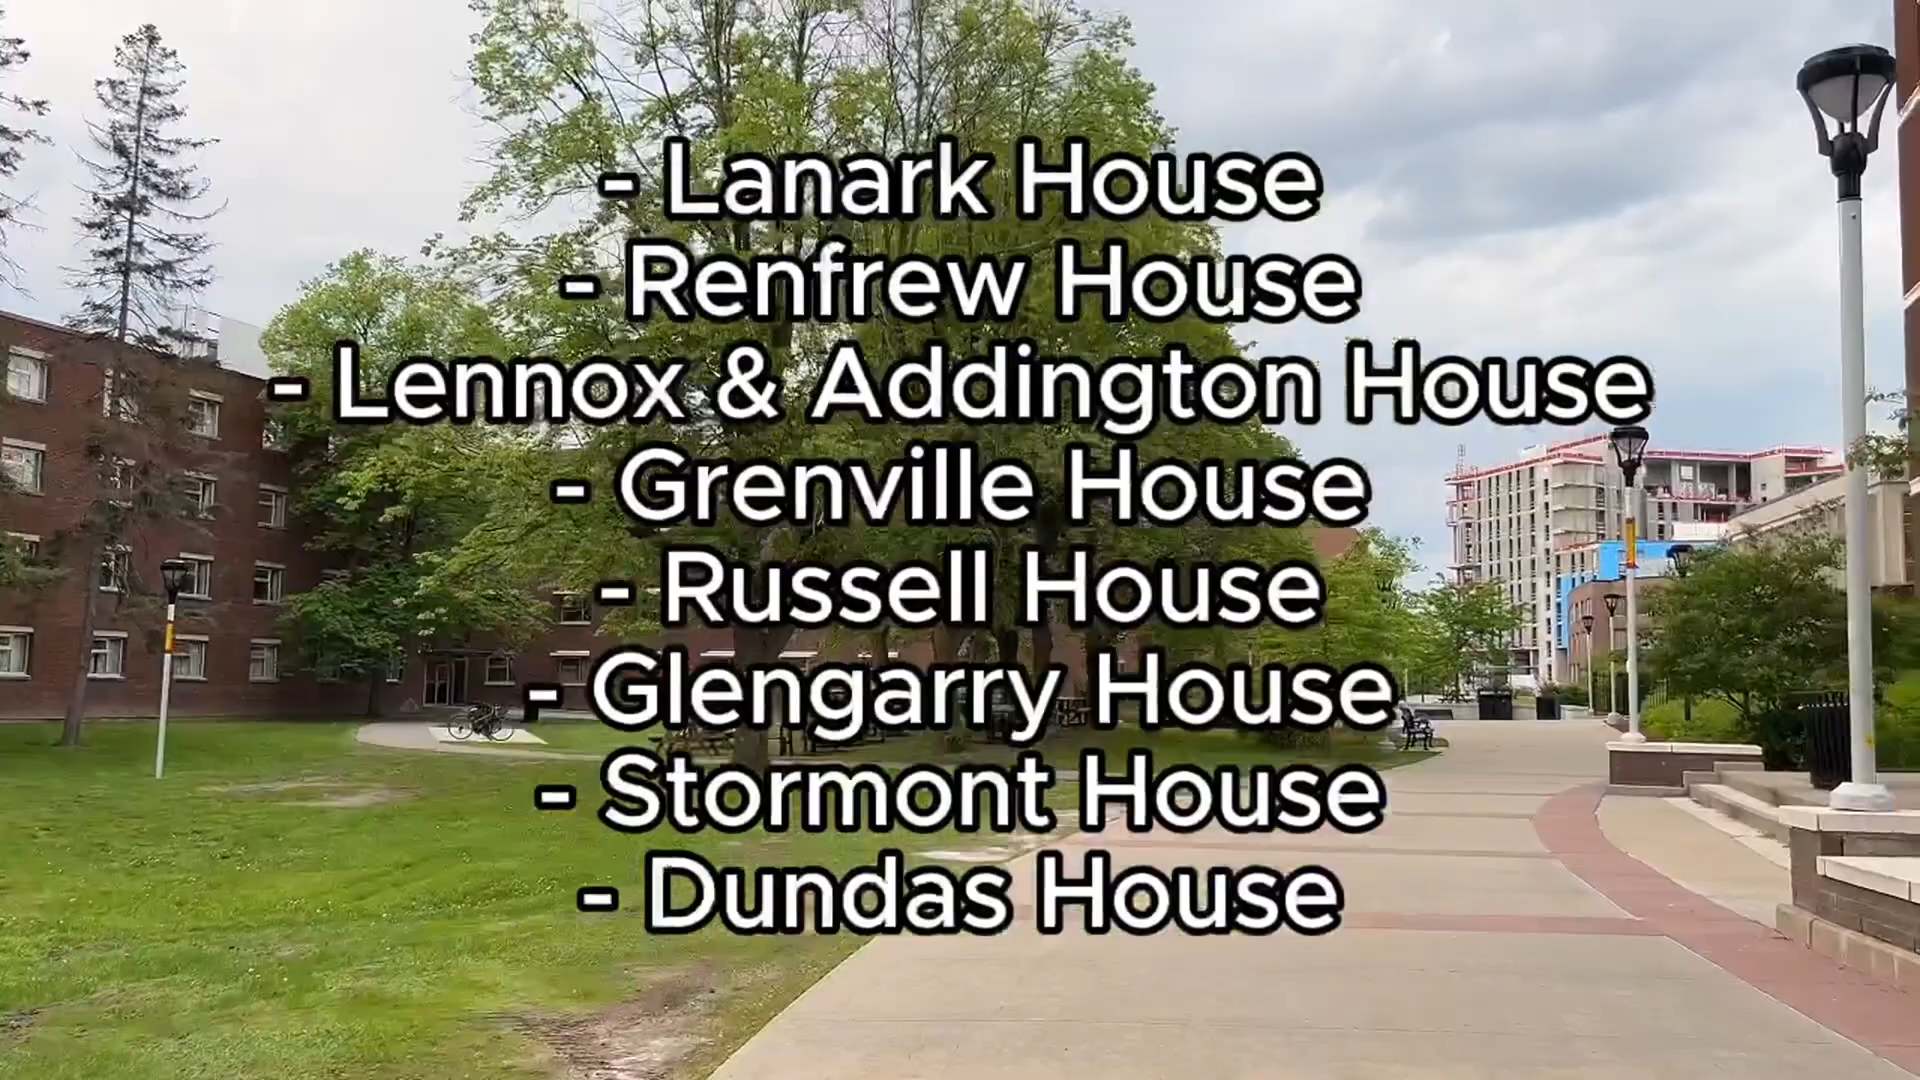 - Lanark House
- Renfrew House
- Lennox & Addington House
- Grenville House
- Russell House
- Glengarry House
- Stormont House
- Dundas House